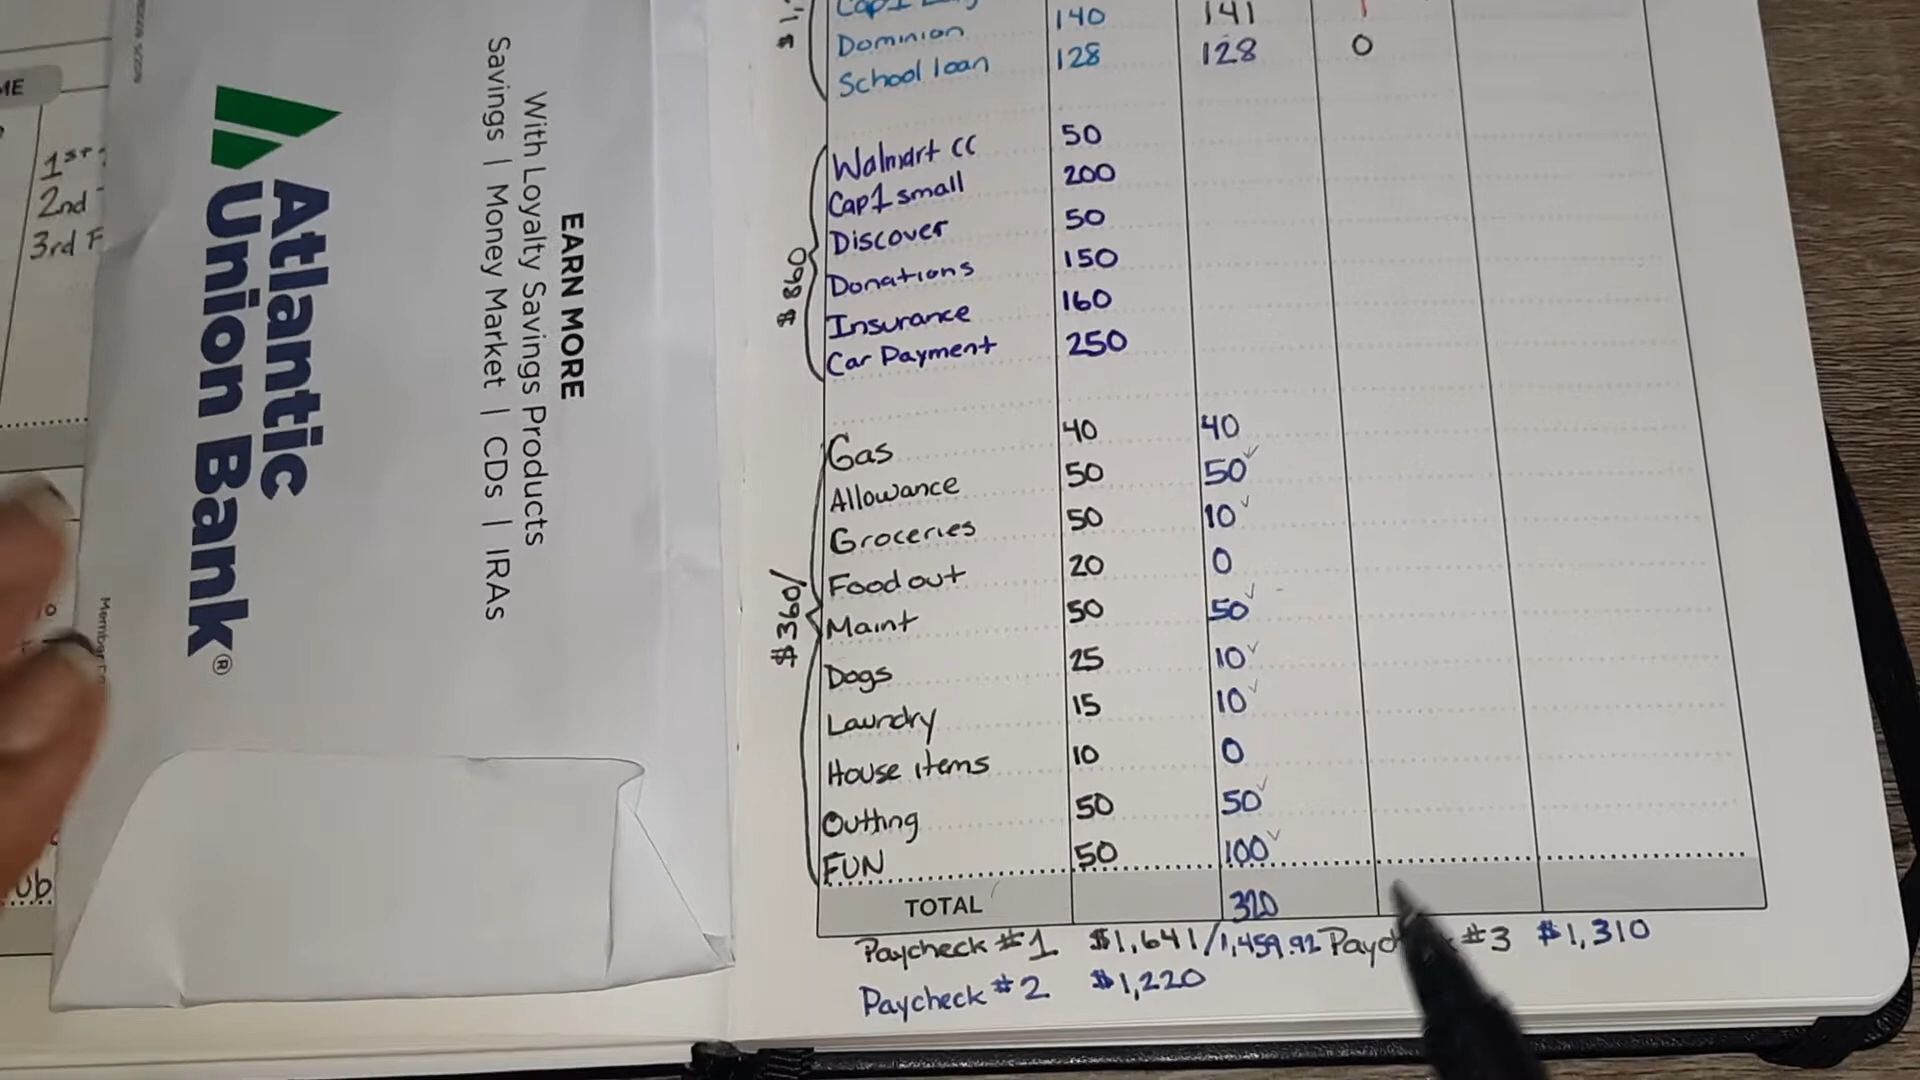 ME
1st
2nd
3rd F
Atlantic
Union Bank®
EARN MORE
With Loyalty Savings Products
Savings | Money Market | CDs | IRAs
Dominion 140 141
School loan 128 128 0
$860
Walmart CC 50
Cap1 small 200
Discover 50
Donations 150
Insurance 160
Car Payment 250
$360/
Gas 40 40
Allowance 50 50
Groceries 50 10
Food out 20 0
Maint 50 50
Dogs 25 10
Laundry 15 10
House items 10 0
Outing 50 50
FUN 50 100
TOTAL 320
Paycheck #1 $1,641/1,459.92 #3 $1,310
Paycheck #2 $1,220